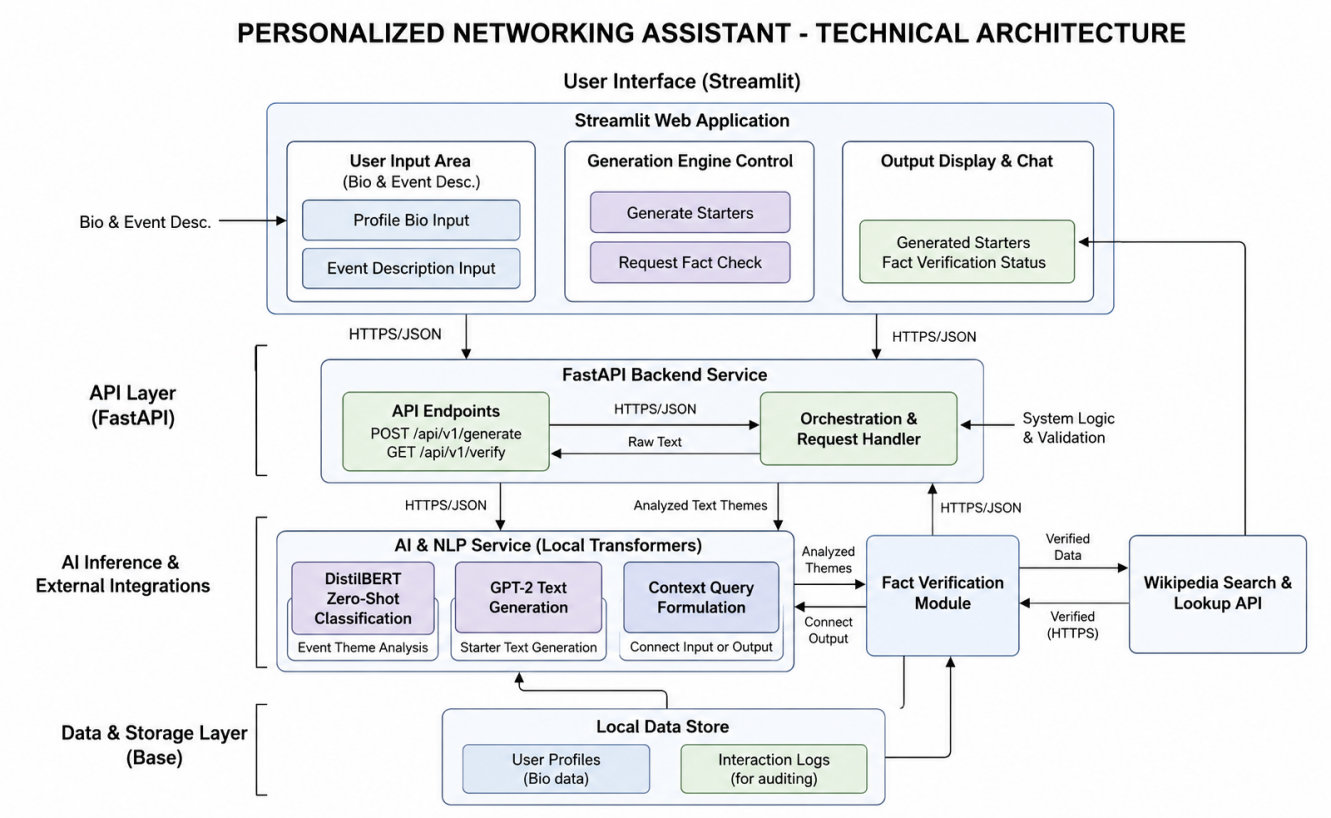 PERSONALIZED NETWORKING ASSISTANT - TECHNICAL ARCHITECTURE
User Interface (Streamlit)
Streamlit Web Application
User Input Area
(Bio & Event Desc.)
Profile Bio Input
Event Description Input
Bio & Event Desc.
Generation Engine Control
Generate Starters
Request Fact Check
Output Display & Chat
Generated Starters
Fact Verification Status
HTTPS/JSON
HTTPS/JSON
API Layer
(FastAPI)
FastAPI Backend Service
API Endpoints
POST /api/v1/generate
GET /api/v1/verify
HTTPS/JSON
Raw Text
Orchestration &
Request Handler
System Logic
& Validation
HTTPS/JSON
Analyzed Text Themes
HTTPS/JSON
AI Inference &
External Integrations
AI & NLP Service (Local Transformers)
DistilBERT
Zero-Shot
Classification
Event Theme Analysis
GPT-2 Text
Generation
Starter Text Generation
Context Query
Formulation
Connect Input or Output
Analyzed
Themes
Connect
Output
Fact Verification
Module
Verified
Data
Verified
(HTTPS)
Wikipedia Search &
Lookup API
Data & Storage Layer
(Base)
Local Data Store
User Profiles
(Bio data)
Interaction Logs
(for auditing)